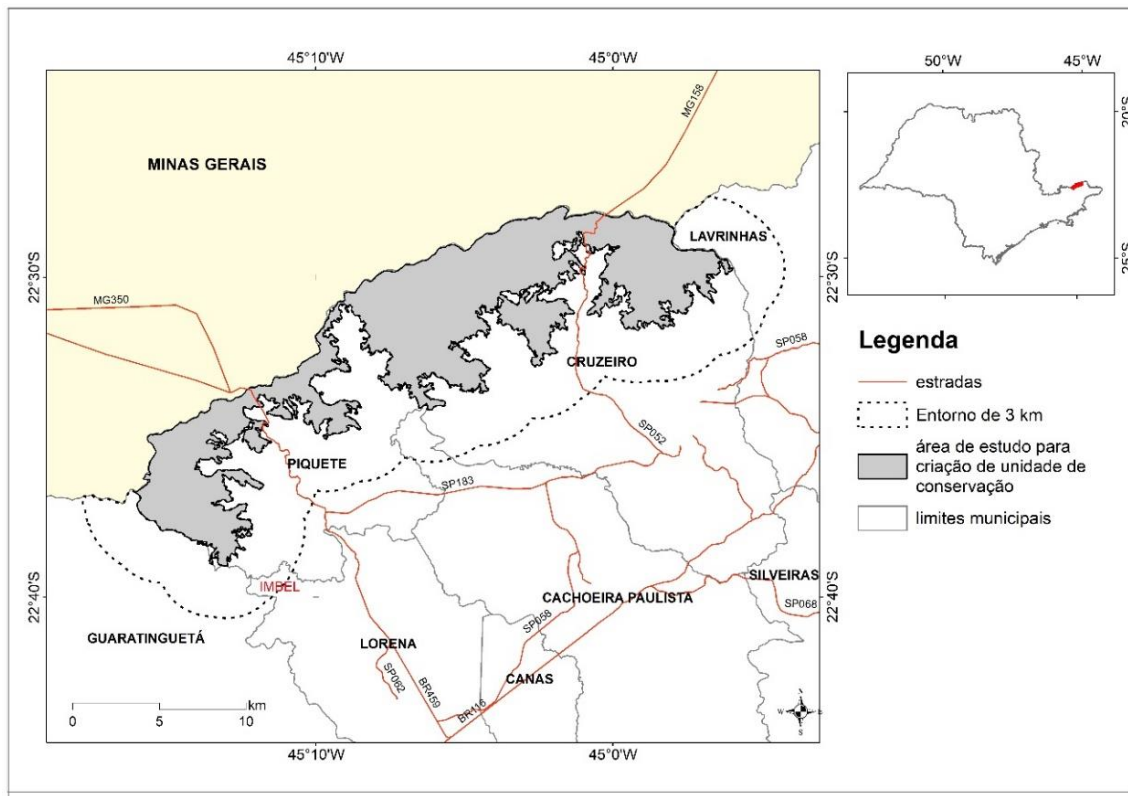 45°10'W
45°0'W
50°W
45°W
20°S
25°S
MG158
MINAS GERAIS
LAVRINHAS
22°30'S
22°30'S
MG350
SP058
CRUZEIRO
PIQUETE
SP052
SP183
IMBEL
22°40'S
22°40'S
SILVEIRAS
CACHOEIRA PAULISTA
SP068
GUARATINGUETÁ
LORENA
SP058
SP062
CANAS
BR459
BR116
0
5
10
km
45°10'W
45°0'W
Legenda
estradas
Entorno de 3 km
área de estudo para
criação de unidade de
conservação
limites municipais
N
W
E
S